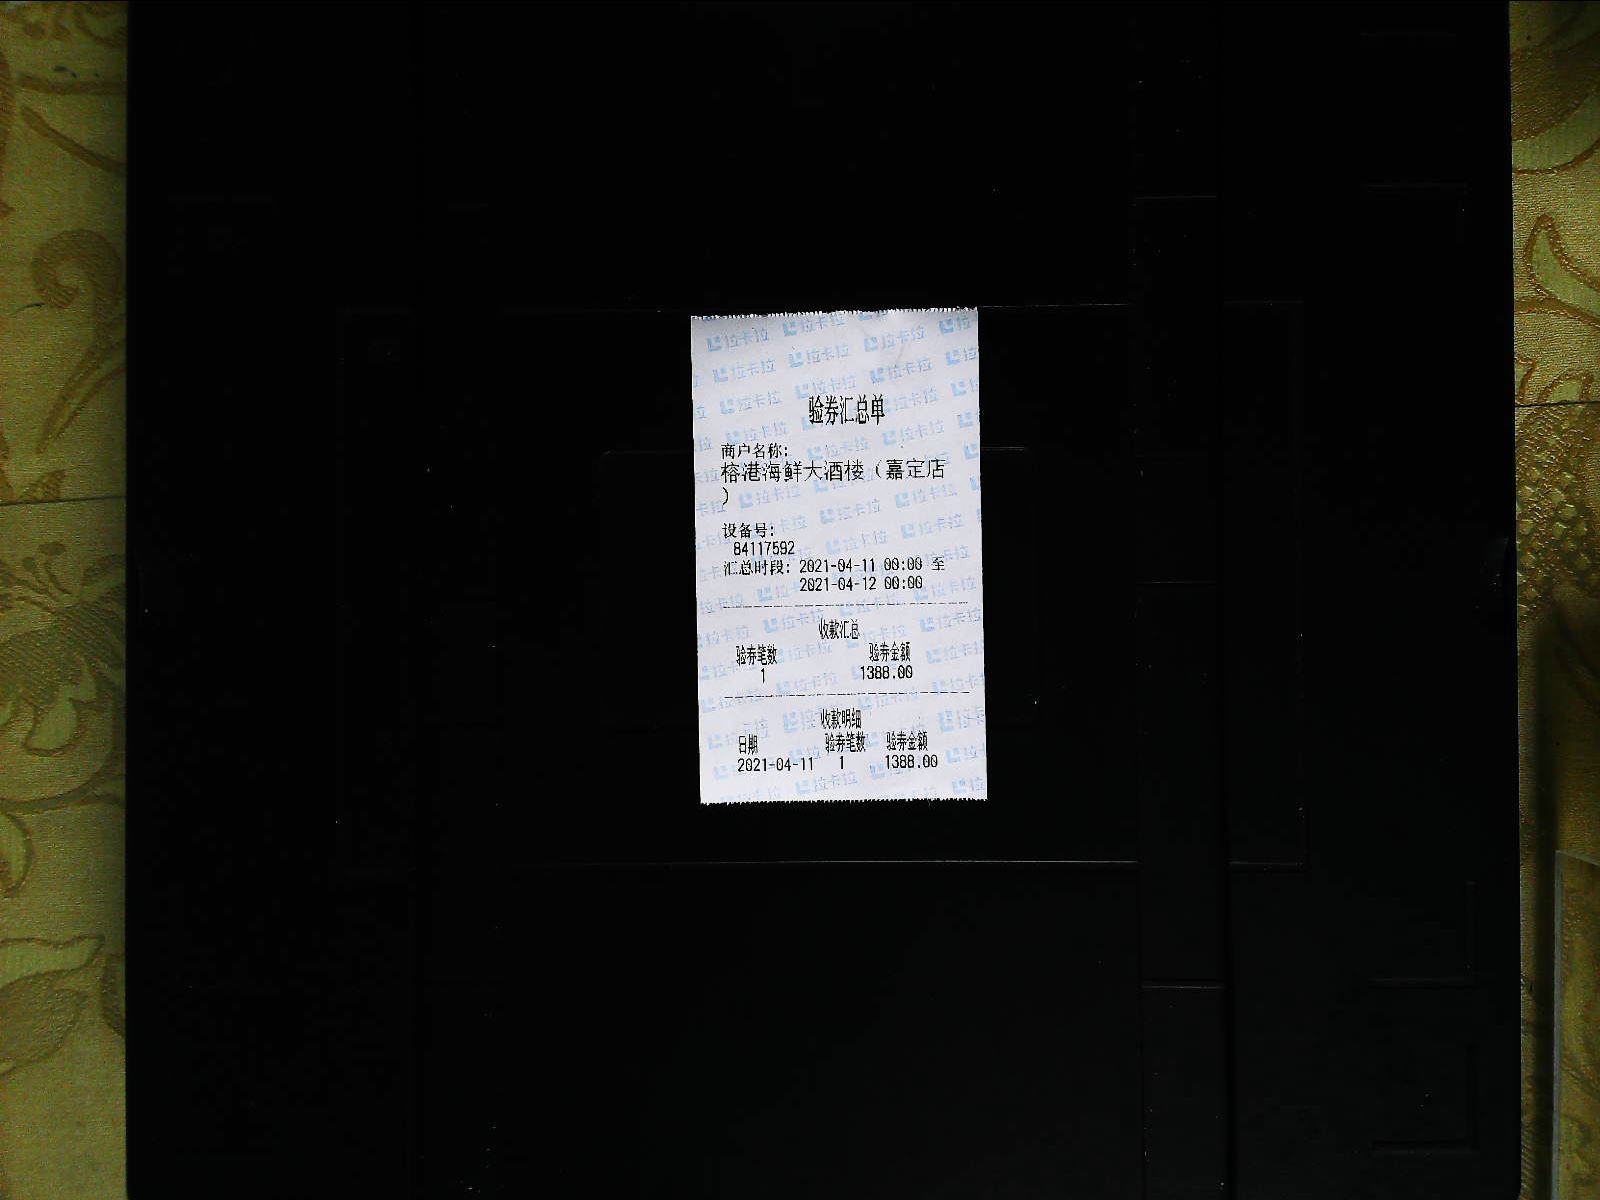 验券汇总单
商户名称:
榕港海鲜大酒楼（嘉定店
）
设备号:
84117592
汇总时段: 2021-04-11 00:00 至
2021-04-12 00:00
收款汇总
验券笔数 验券金额
1 1388.00
收款明细
日期 验券笔数 验券金额
2021-04-11 1 1388.00
拉卡拉